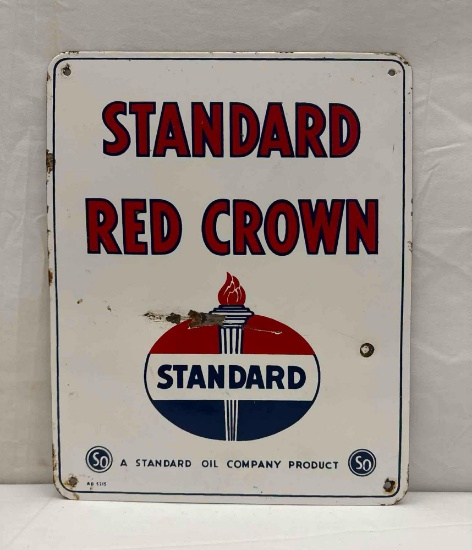 STANDARD
RED CROWN
STANDARD
SO A STANDARD OIL COMPANY PRODUCT SO